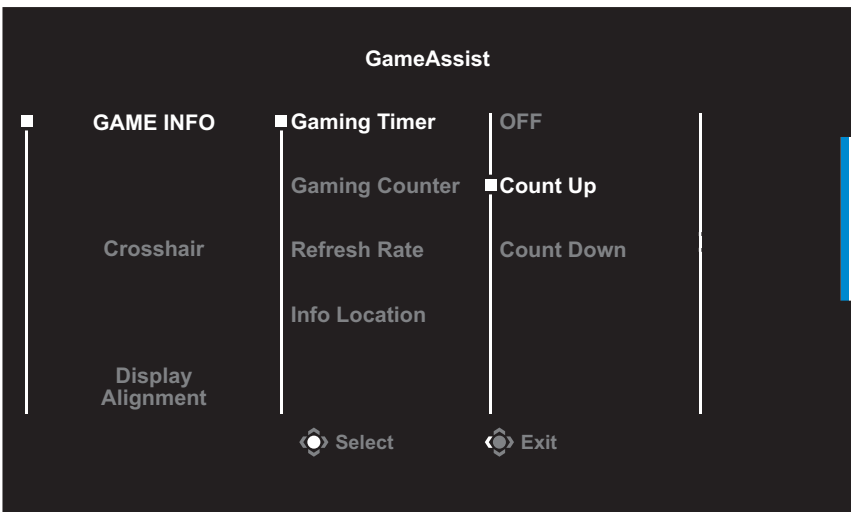 GameAssist
GAME INFO
Gaming Timer
OFF
Gaming Counter
Count Up
Crosshair
Refresh Rate
Count Down
Info Location
Display
Alignment
Select
Exit